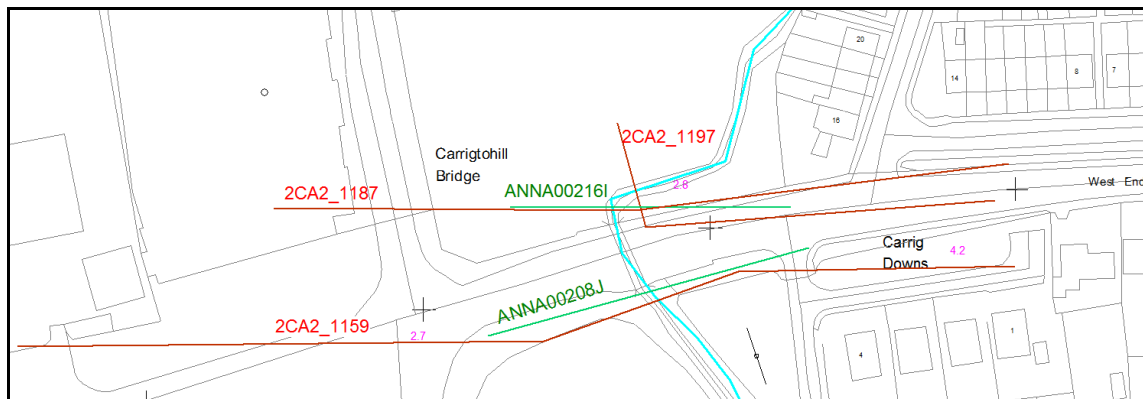 20
14
8
7
16
2CA2_1197
Carrigtohill
Bridge
2CA2_1187
ANNA00216I
2.8
West End
Carrig
Downs
4.2
ANNA00208J
2CA2_1159
2.7
1
4